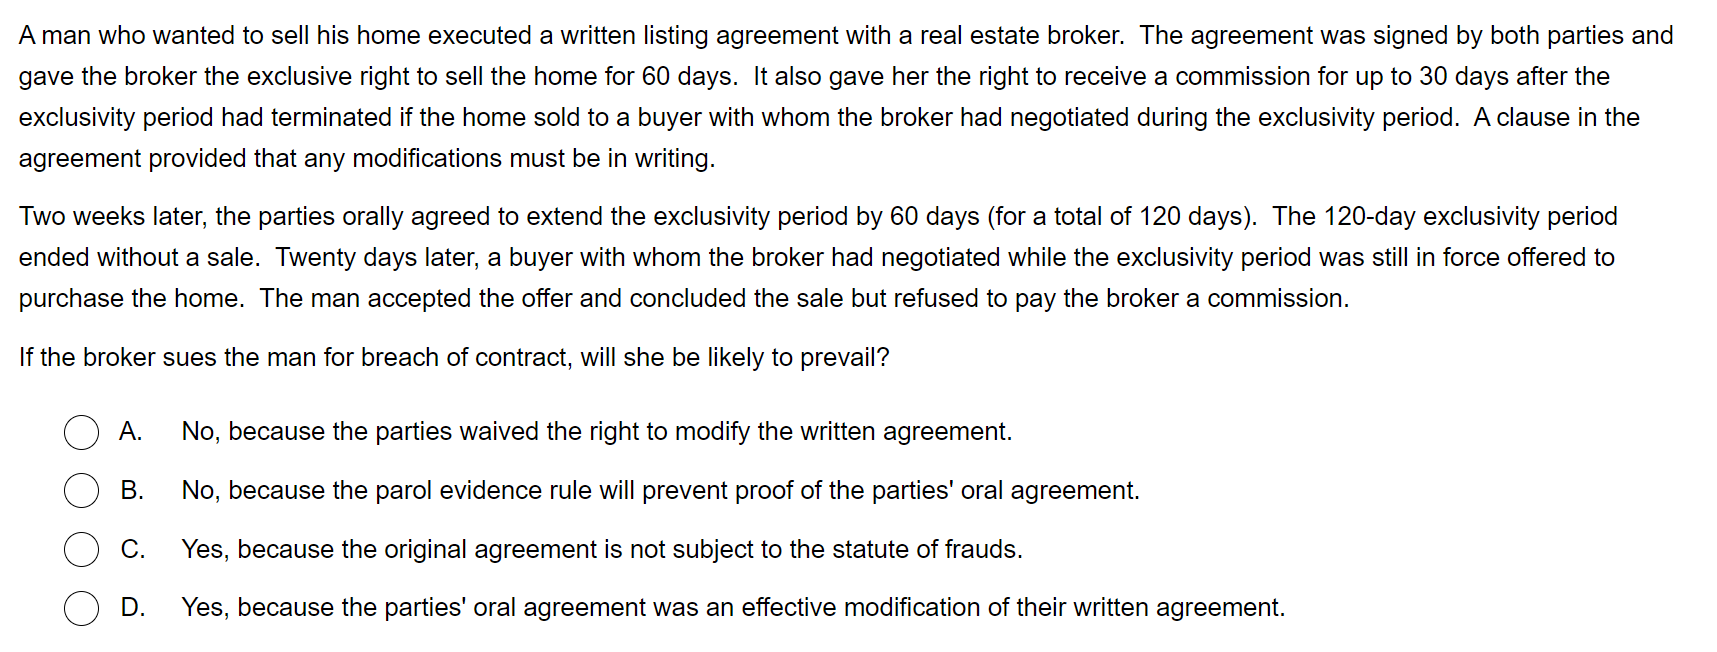 A man who wanted to sell his home executed a written listing agreement with a real estate broker.  The agreement was signed by both parties and
gave the broker the exclusive right to sell the home for 60 days.  It also gave her the right to receive a commission for up to 30 days after the
exclusivity period had terminated if the home sold to a buyer with whom the broker had negotiated during the exclusivity period.  A clause in the
agreement provided that any modifications must be in writing.
Two weeks later, the parties orally agreed to extend the exclusivity period by 60 days (for a total of 120 days).  The 120-day exclusivity period
ended without a sale.  Twenty days later, a buyer with whom the broker had negotiated while the exclusivity period was still in force offered to
purchase the home.  The man accepted the offer and concluded the sale but refused to pay the broker a commission.
If the broker sues the man for breach of contract, will she be likely to prevail?
A. No, because the parties waived the right to modify the written agreement.
B. No, because the parol evidence rule will prevent proof of the parties' oral agreement.
C. Yes, because the original agreement is not subject to the statute of frauds.
D. Yes, because the parties' oral agreement was an effective modification of their written agreement.